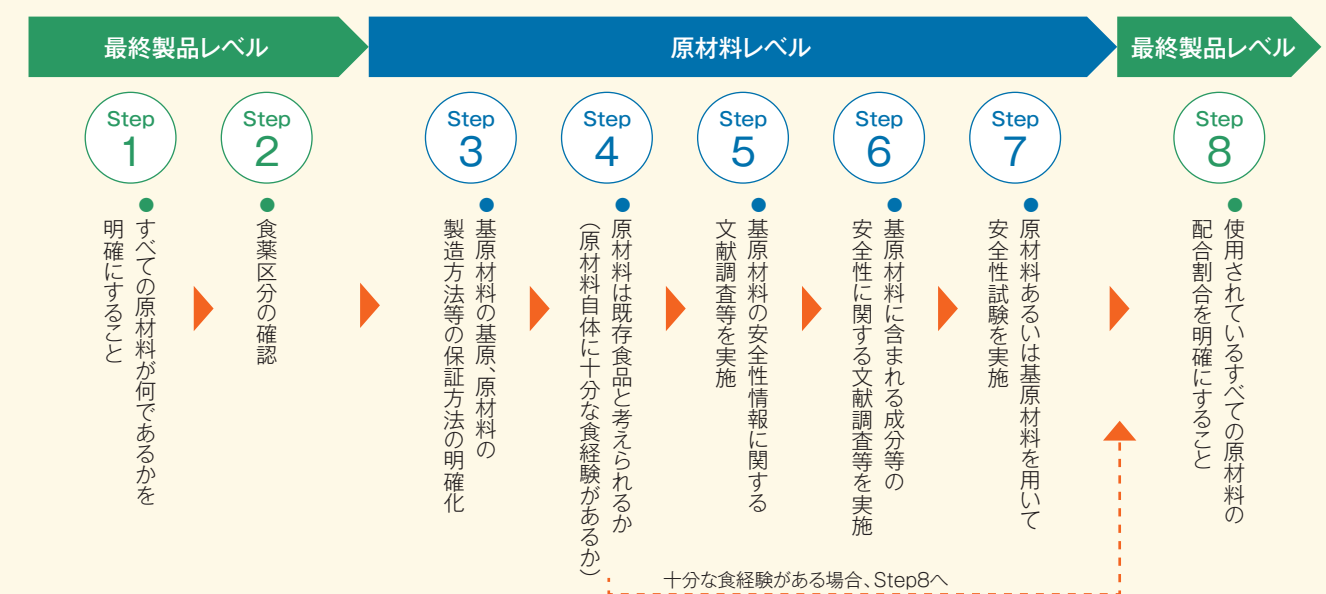 最終製品レベル
原材料レベル
最終製品レベル
Step
1
すべての原材料が何であるかを
明確にすること
Step
2
食薬区分の確認
Step
3
基原材料の基原、原材料の
製造方法等の保証方法の明確化
Step
4
原材料は既存食品と考えられるか
（原材料自体に十分な食経験があるか）
Step
5
基原材料の安全性情報に関する
文献調査等を実施
Step
6
基原材料に含まれる成分等の
安全性に関する文献調査等を実施
Step
7
原材料あるいは基原材料を用いて
安全性試験を実施
Step
8
使用されているすべての原材料の
配合割合を明確にすること
十分な食経験がある場合、Step8へ